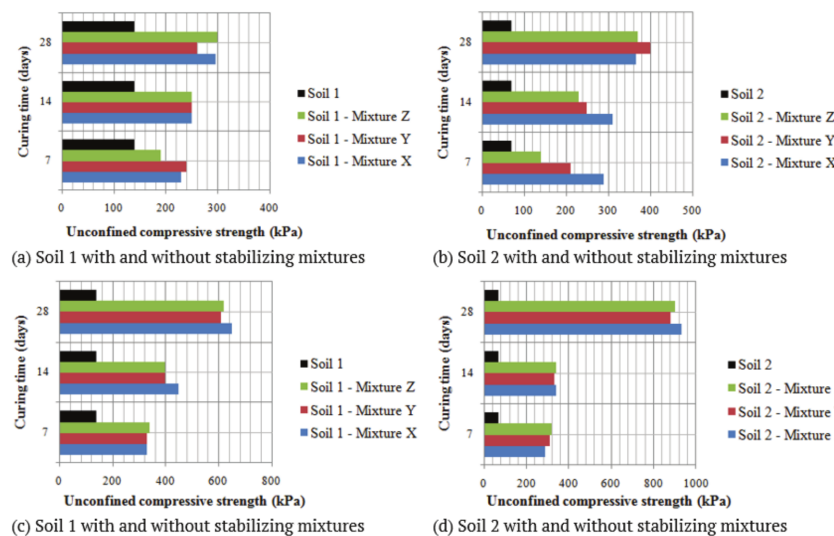 Curing time (days)
28
14
7
0 100 200 300 400
Unconfined compressive strength (kPa)
Soil 1
Soil 1 - Mixture Z
Soil 1 - Mixture Y
Soil 1 - Mixture X
(a) Soil 1 with and without stabilizing mixtures
Curing time (days)
28
14
7
0 100 200 300 400 500
Unconfined compressive strength (kPa)
Soil 2
Soil 2 - Mixture Z
Soil 2 - Mixture Y
Soil 2 - Mixture X
(b) Soil 2 with and without stabilizing mixtures
Curing time (days)
28
14
7
0 200 400 600 800
Unconfined compressive strength (kPa)
Soil 1
Soil 1 - Mixture Z
Soil 1 - Mixture Y
Soil 1 - Mixture X
(c) Soil 1 with and without stabilizing mixtures
Curing time (days)
28
14
7
0 200 400 600 800 1000
Unconfined compressive strength (kPa)
Soil 2
Soil 2 - Mixture
Soil 2 - Mixture
Soil 2 - Mixture
(d) Soil 2 with and without stabilizing mixtures